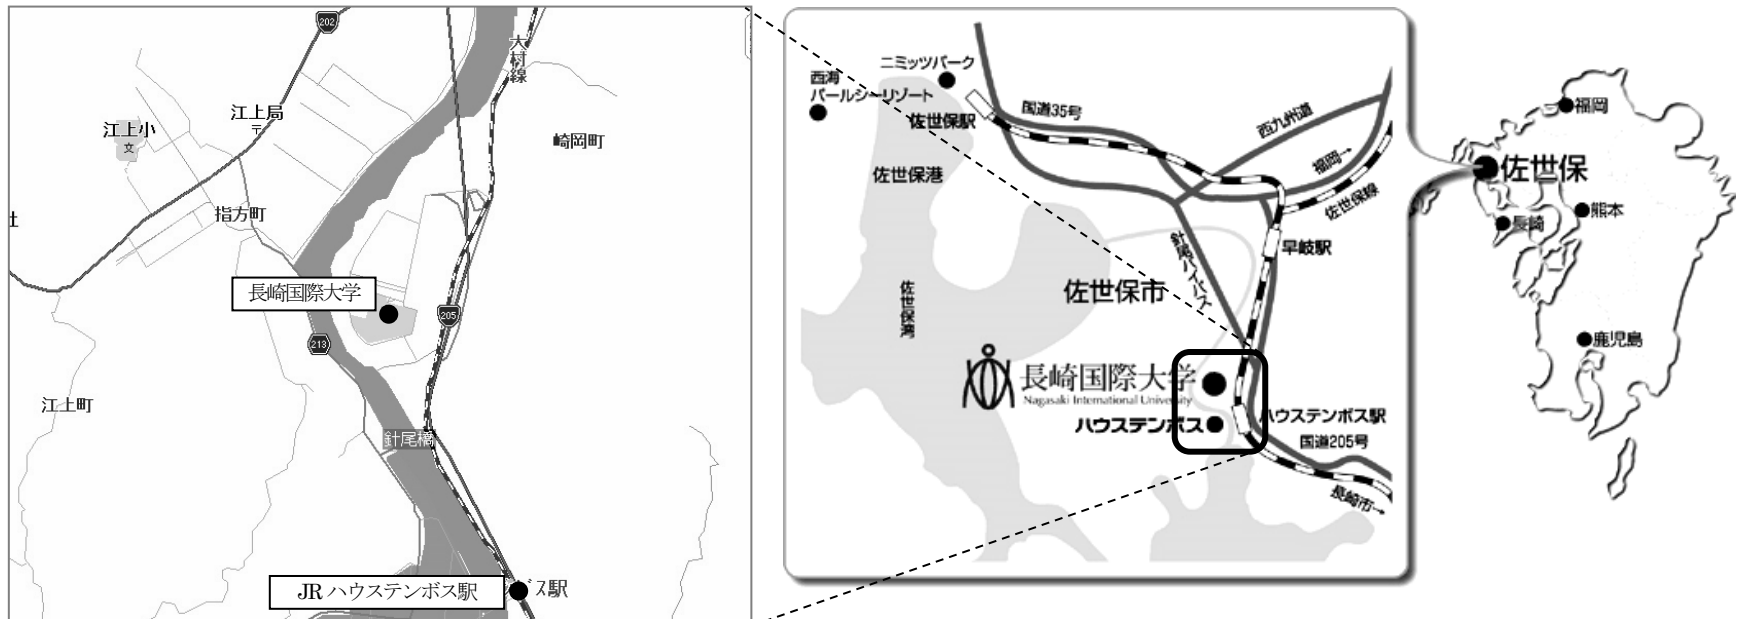 202
大村線
江上局
江上小
文
崎岡町
指方町
社
長崎国際大学
205
213
江上町
針尾橋
JR ハウステンボス駅
ス駅
ニミッツパーク
西海
パールシーリゾート
国道35号
佐世保駅
西九州道
福岡→
佐世保港
佐世保線
早岐駅
針尾バイパス
佐世保市
佐世保湾
長崎国際大学
Nagasaki International University
ハウステンボス
ハウステンボス駅
国道205号
長崎市→
福岡
佐世保
熊本
長崎
鹿児島